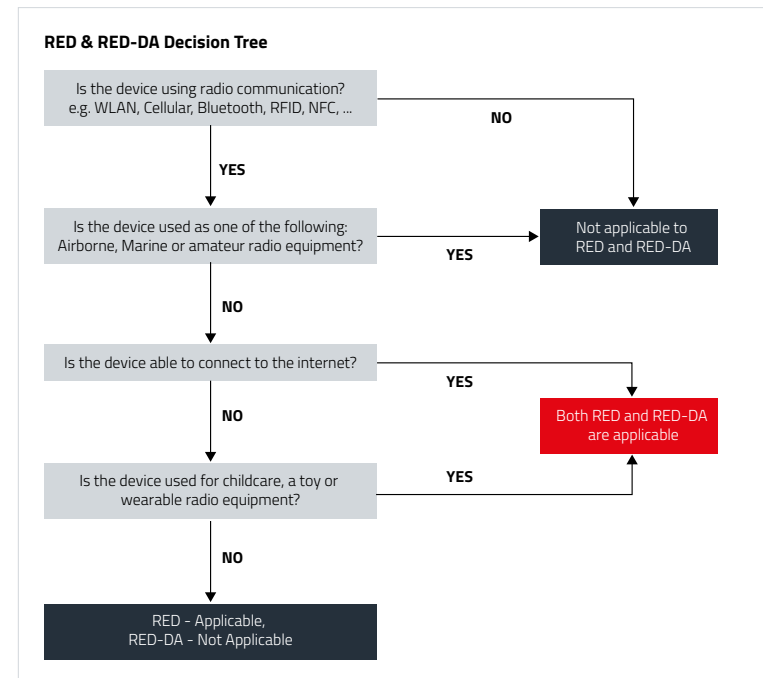 RED & RED-DA Decision Tree
Is the device using radio communication?
e.g. WLAN, Cellular, Bluetooth, RFID, NFC, ...
NO
YES
Is the device used as one of the following:
Airborne, Marine or amateur radio equipment?
YES
Not applicable to
RED and RED-DA
NO
Is the device able to connect to the internet?
YES
NO
Both RED and RED-DA
are applicable
Is the device used for childcare, a toy or
wearable radio equipment?
YES
NO
RED - Applicable,
RED-DA - Not Applicable